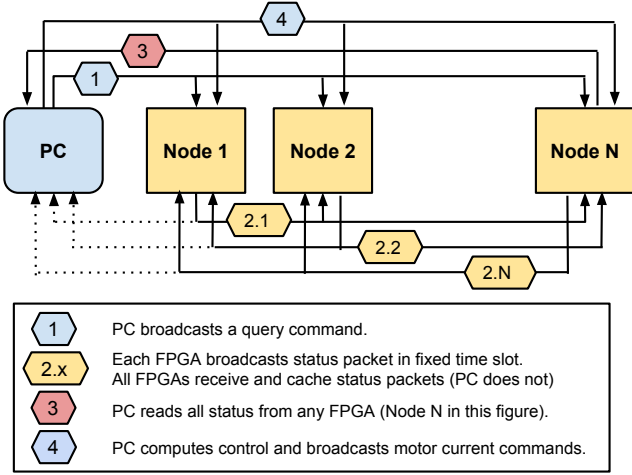 4
3
1
PC
Node 1
Node 2
Node N
2.1
2.2
2.N
1
PC broadcasts a query command.
2.x
Each FPGA broadcasts status packet in fixed time slot.
All FPGAs receive and cache status packets (PC does not)
3
PC reads all status from any FPGA (Node N in this figure).
4
PC computes control and broadcasts motor current commands.